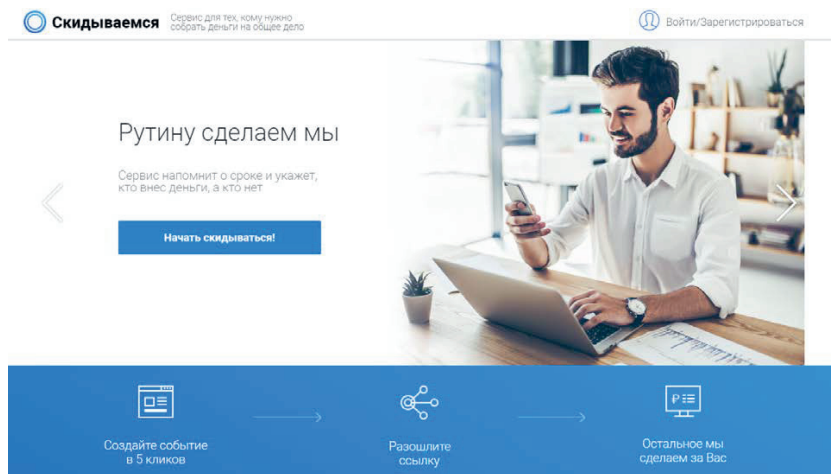 Скидываемся
Сервис для тех, кому нужно
собрать деньги на общее дело
Войти/Зарегистрироваться
Рутину сделаем мы
Сервис напомнит о сроке и укажет,
кто внес деньги, а кто нет
Начать скидываться!
Создайте событие
в 5 кликов
Разошлите
ссылку
₽
Остальное мы
сделаем за Вас